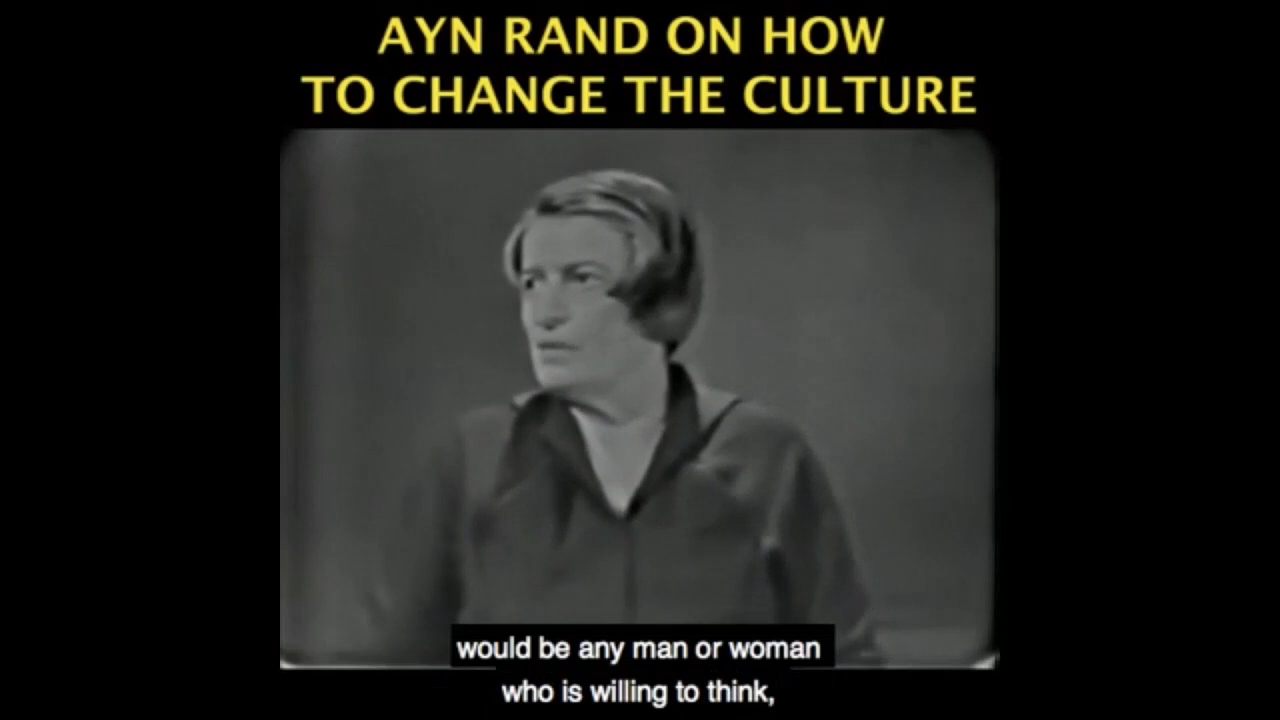 AYN RAND ON HOW
TO CHANGE THE CULTURE
would be any man or woman
who is willing to think,